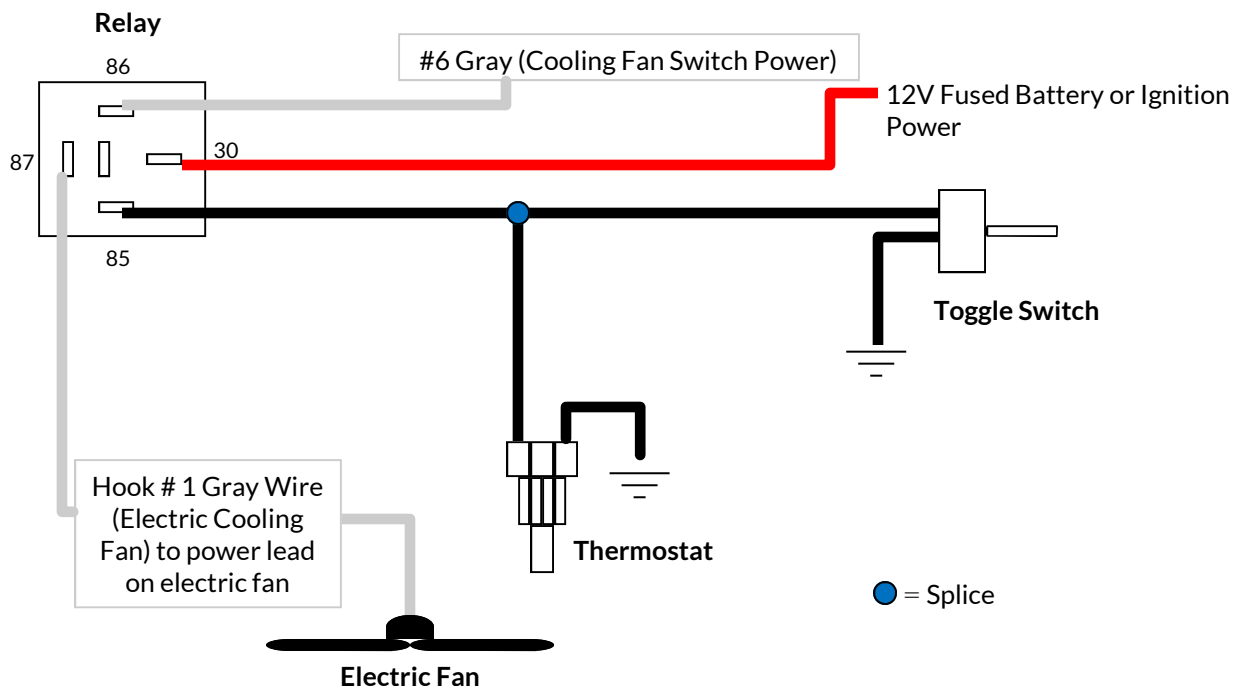 Relay
86
#6 Gray (Cooling Fan Switch Power)
12V Fused Battery or Ignition
Power
87
30
85
Toggle Switch
Hook # 1 Gray Wire
(Electric Cooling
Fan) to power lead
on electric fan
Thermostat
= Splice
Electric Fan